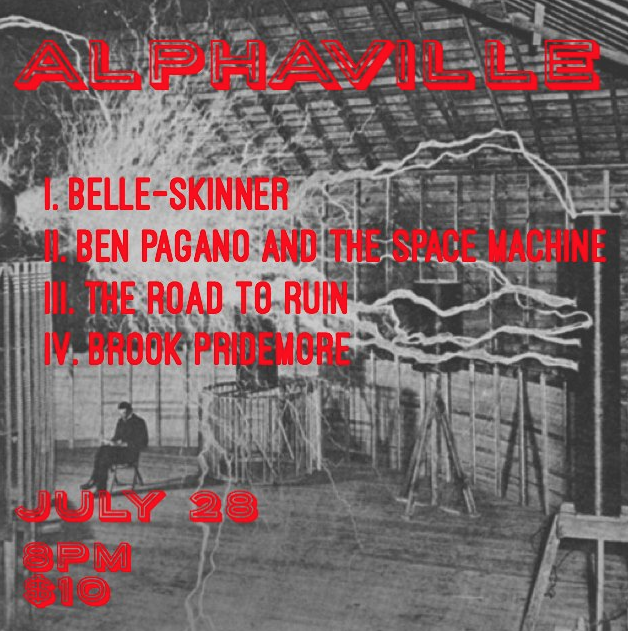 ALPHAVILLE
I. BELLE-SKINNER
II. BEN PAGANO AND THE SPACE MACHINE
III. THE ROAD TO RUIN
IV. BROOK PRIDEMORE
JULY 28
8PM
$10